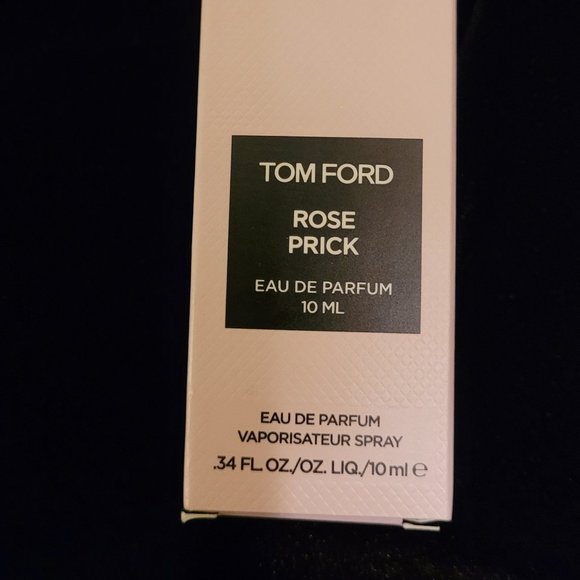 TOM FORD
ROSE
PRICK
EAU DE PARFUM
10 ML
EAU DE PARFUM
VAPORISATEUR SPRAY
.34 FL. OZ./OZ. LIQ./10 ml ℮